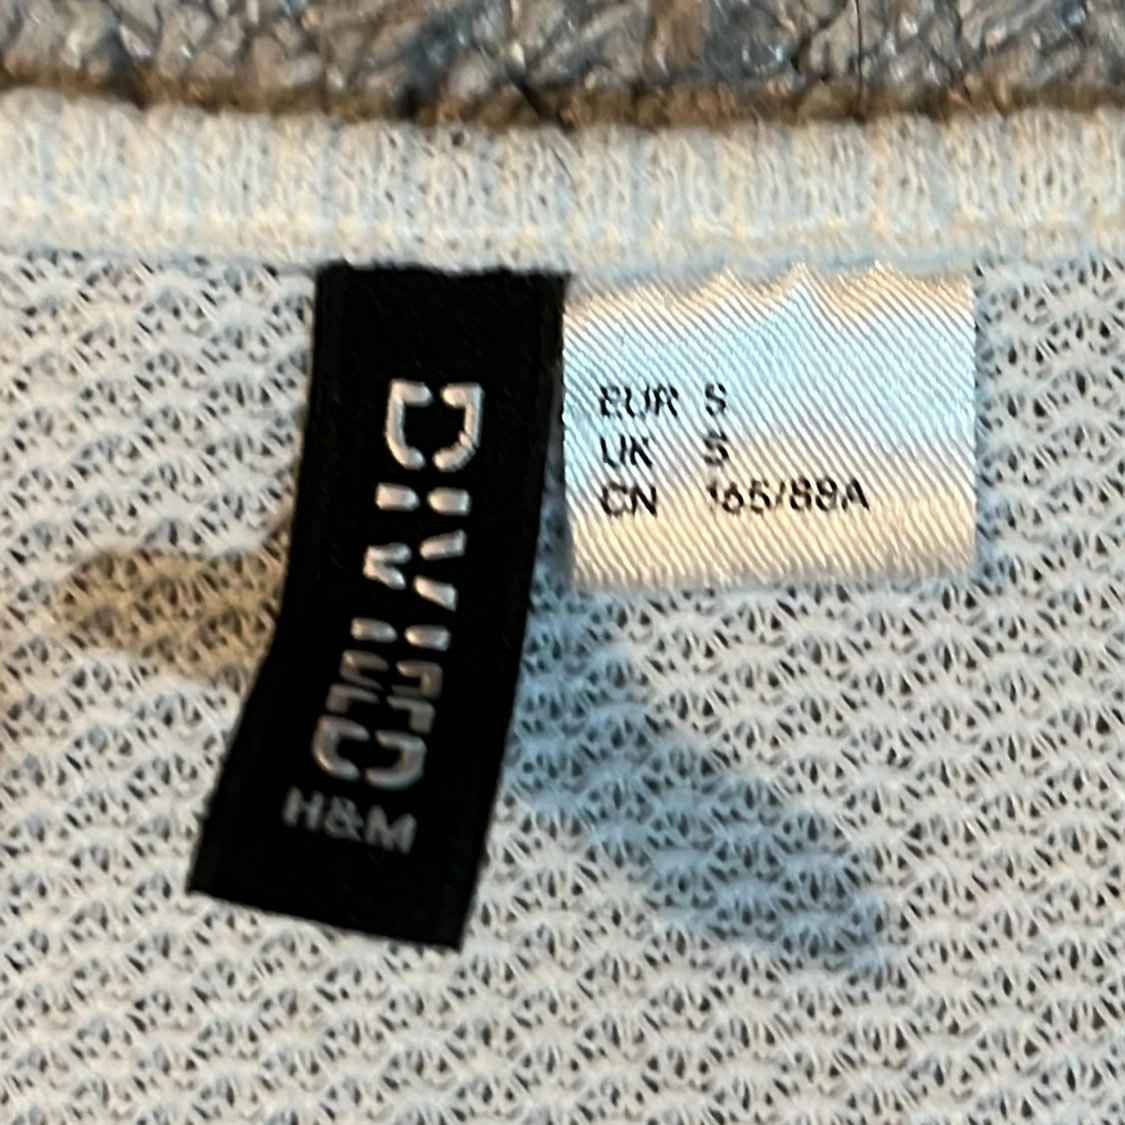 DIVIDED
H&M
EUR S
UK S
CN 165/88A